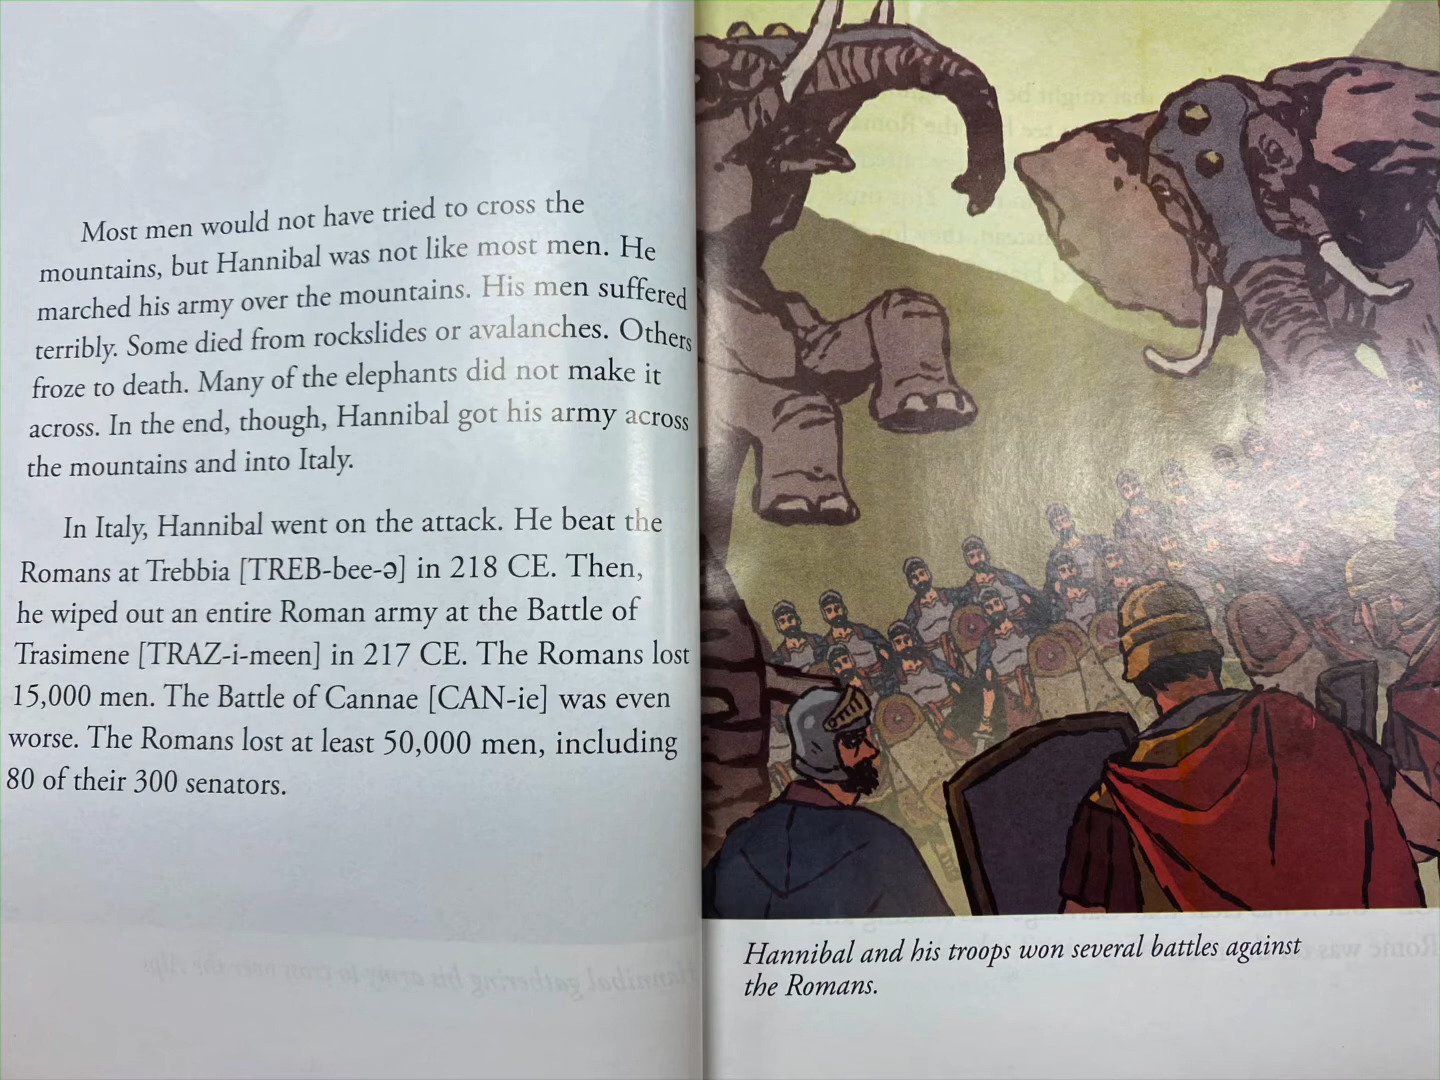 Most men would not have tried to cross the
mountains, but Hannibal was not like most men. He
marched his army over the mountains. His men suffered
terribly. Some died from rockslides or avalanches. Others
froze to death. Many of the elephants did not make it
across. In the end, though, Hannibal got his army across
the mountains and into Italy.
In Italy, Hannibal went on the attack. He beat the
Romans at Trebbia [TREB-bee-ə] in 218 CE. Then,
he wiped out an entire Roman army at the Battle of
Trasimene [TRAZ-i-meen] in 217 CE. The Romans lost
15,000 men. The Battle of Cannae [CAN-ie] was even
worse. The Romans lost at least 50,000 men, including
80 of their 300 senators.
Hannibal and his troops won several battles against
the Romans.